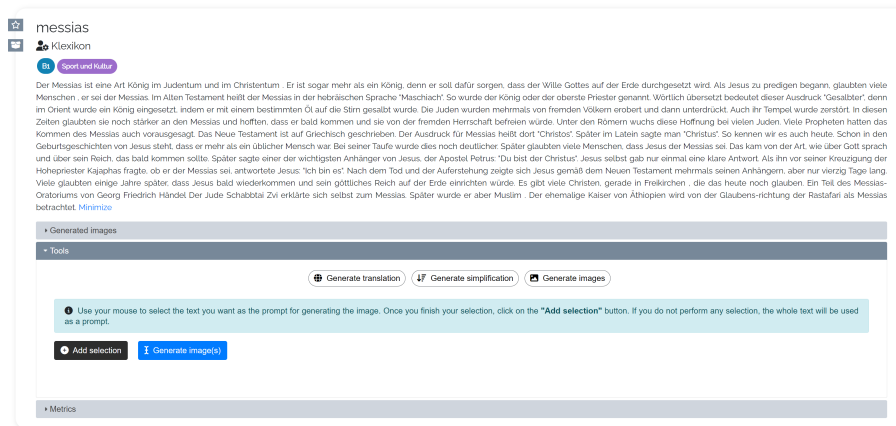 messias
Klexikon
B1 Sport und Kultur
Der Messias ist eine Art König im Judentum und im Christentum . Er ist sogar mehr als ein König, denn er soll dafür sorgen, dass der Wille Gottes auf der Erde durchgesetzt wird. Als Jesus zu predigen begann, glaubten viele
Menschen , er sei der Messias. Im Alten Testament heißt der Messias in der hebräischen Sprache "Maschiach". So wurde der König oder der oberste Priester genannt. Wörtlich übersetzt bedeutet dieser Ausdruck "Gesalbter", denn
im Orient wurde ein König eingesetzt, indem er mit einem bestimmten Öl auf die Stirn gesalbt wurde. Die Juden wurden mehrmals von fremden Völkern erobert und dann unterdrückt. Auch ihr Tempel wurde zerstört. In diesen
Zeiten glaubten sie noch stärker an den Messias und hofften, dass er bald kommen und sie von der fremden Herrschaft befreien würde. Unter den Römern wuchs diese Hoffnung bei vielen Juden. Viele Propheten hatten das
Kommen des Messias auch vorausgesagt. Das Neue Testament ist auf Griechisch geschrieben. Der Ausdruck für Messias heißt dort "Christos". Später im Latein sagte man "Christus". So kennen wir es auch heute. Schon in den
Geburtsgeschichten von Jesus steht, dass er mehr als ein üblicher Mensch war. Bei seiner Taufe wurde dies noch deutlicher. Später glaubten viele Menschen, dass Jesus der Messias sei. Das kam von der Art, wie über Gott sprach
und über sein Reich, das bald kommen sollte. Später sagte einer der wichtigsten Anhänger von Jesus, der Apostel Petrus: "Du bist der Christus". Jesus selbst gab nur einmal eine klare Antwort. Als ihn vor seiner Kreuzigung der
Hohepriester Kajaphas fragte, ob er der Messias sei, antwortete Jesus: "Ich bin es". Nach dem Tod und der Auferstehung zeigte sich Jesus gemäß dem Neuen Testament mehrmals seinen Anhängern, aber nur vierzig Tage lang.
Viele glauben einige Jahre später, dass Jesus bald wiederkommen und sein göttliches Reich auf der Erde einrichten würde. Es gibt viele Christen, gerade in Freikirchen , die das heute noch glauben. Ein Teil des Messias-
Oratoriums von Georg Friedrich Händel Der Jude Schabbtai Zvi erklärte sich selbst zum Messias. Später wurde er aber Muslim . Der ehemalige Kaiser von Äthiopien wird von der Glaubens-richtung der Rastafari als Messias
betrachtet. Minimize
Generated images
Tools
Generate translation Generate simplification Generate images
Use your mouse to select the text you want as the prompt for generating the image. Once you finish your selection, click on the "Add selection" button. If you do not perform any selection, the whole text will be used
as a prompt.
Add selection Generate image(s)
Metrics